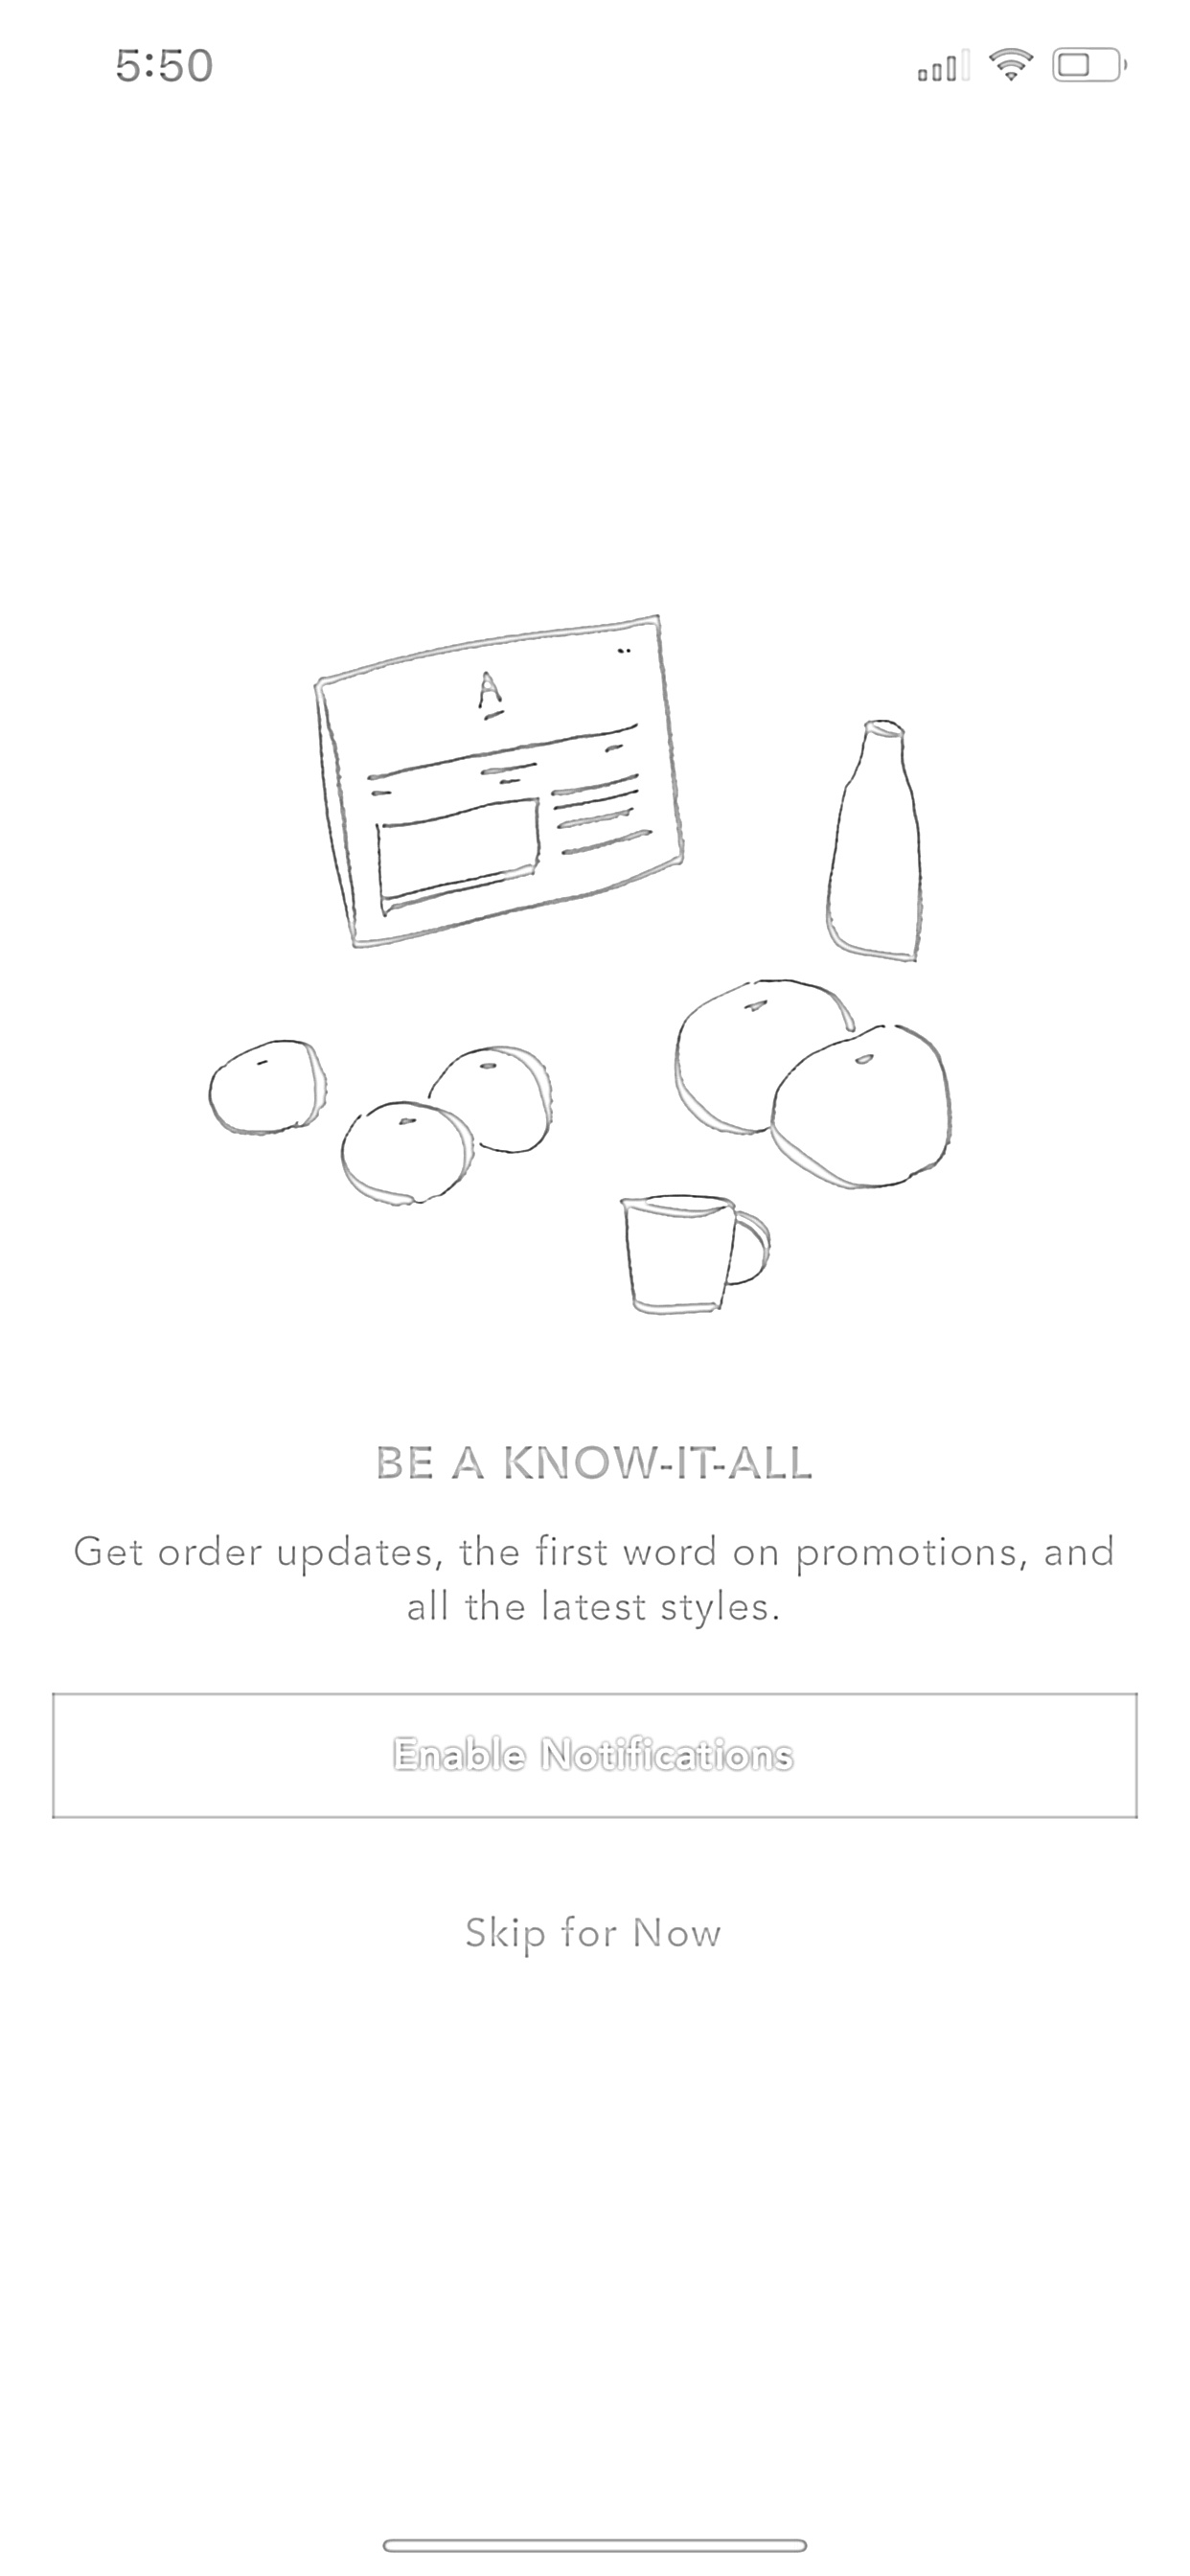 5:50
A
BE A KNOW-IT-ALL
Get order updates, the first word on promotions, and
all the latest styles.
Enable Notifications
Skip for Now